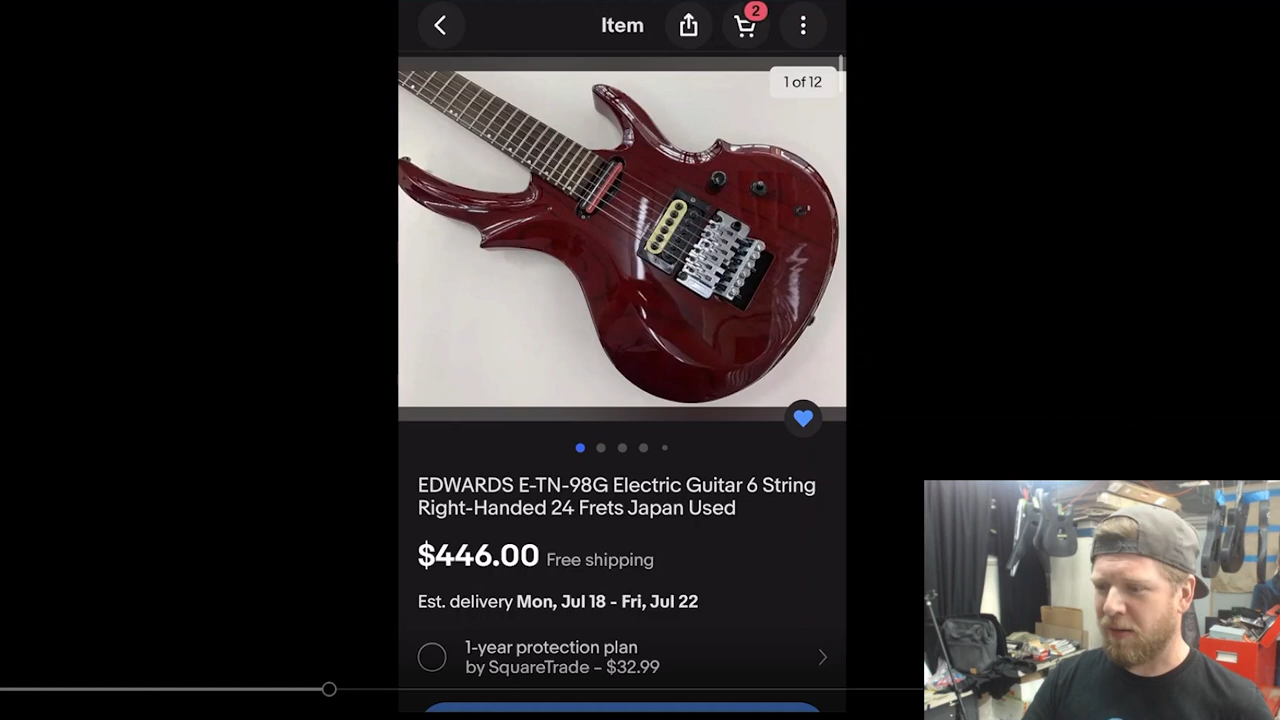 Item
2
1 of 12
EDWARDS E-TN-98G Electric Guitar 6 String
Right-Handed 24 Frets Japan Used
$446.00 Free shipping
Est. delivery Mon, Jul 18 - Fri, Jul 22
1-year protection plan
by SquareTrade - $32.99